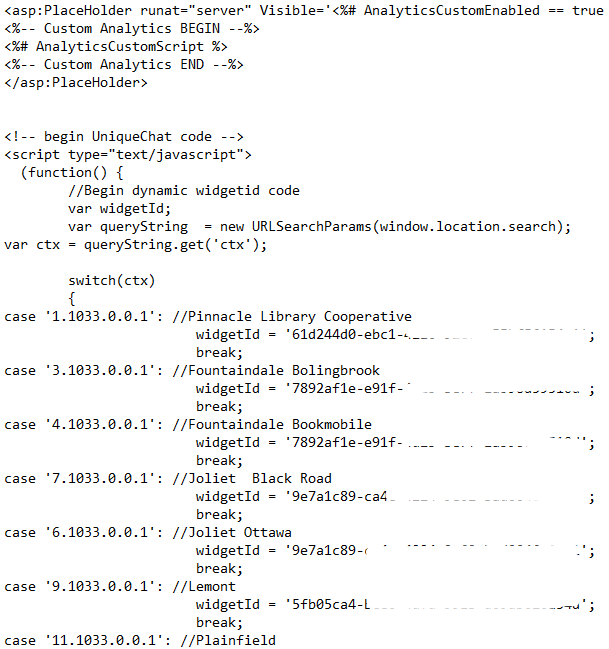 <asp:PlaceHolder runat="server" Visible='<%# AnalyticsCustomEnabled == true
<%-- Custom Analytics BEGIN --%>
<%# AnalyticsCustomScript %>
<%-- Custom Analytics END --%>
</asp:PlaceHolder>
<!-- begin UniqueChat code -->
<script type="text/javascript">
(function() {
//Begin dynamic widgetid code
var widgetId;
var queryString  = new URLSearchParams(window.location.search);
var ctx = queryString.get('ctx');
switch(ctx)
{
case '1.1033.0.0.1': //Pinnacle Library Cooperative
widgetId = '61d244d0-ebc1- ';
break;
case '3.1033.0.0.1': //Fountaindale Bolingbrook
widgetId = '7892af1e-e91f- ;
break;
case '4.1033.0.0.1': //Fountaindale Bookmobile
widgetId = '7892af1e-e91f- ';
break;
case '7.1033.0.0.1': //Joliet  Black Road
widgetId = '9e7a1c89-ca4 ;
break;
case '6.1033.0.0.1': //Joliet Ottawa
widgetId = '9e7a1c89- ';
break;
case '9.1033.0.0.1': //Lemont
widgetId = '5fb05ca4- ';
break;
case '11.1033.0.0.1': //Plainfield